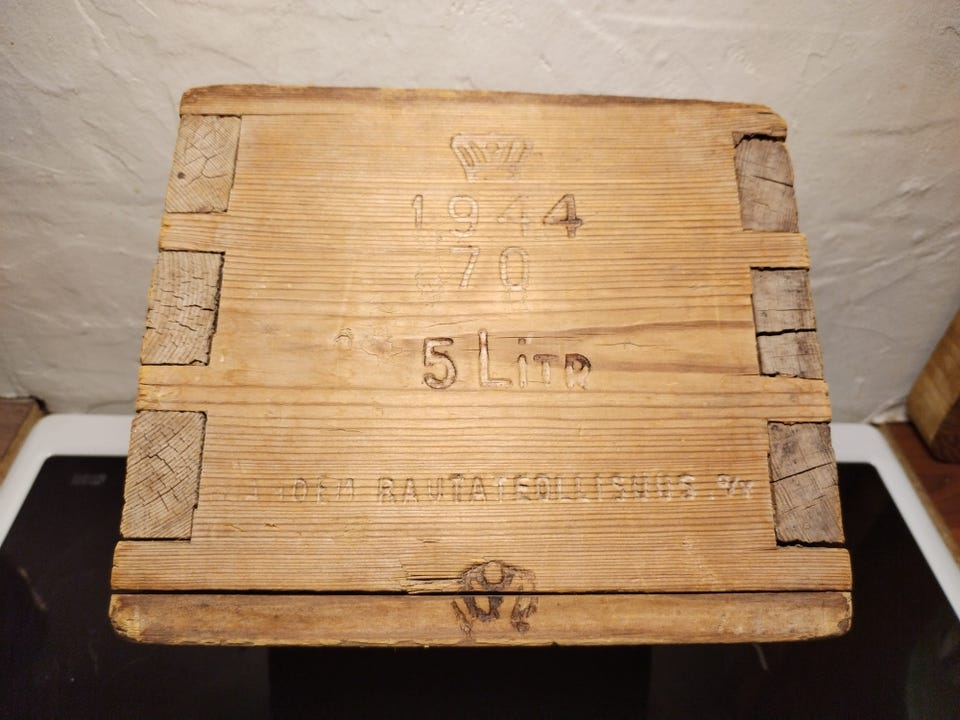 1944
70
5 LiTR
RAUTATEOLLISUUS O/Y